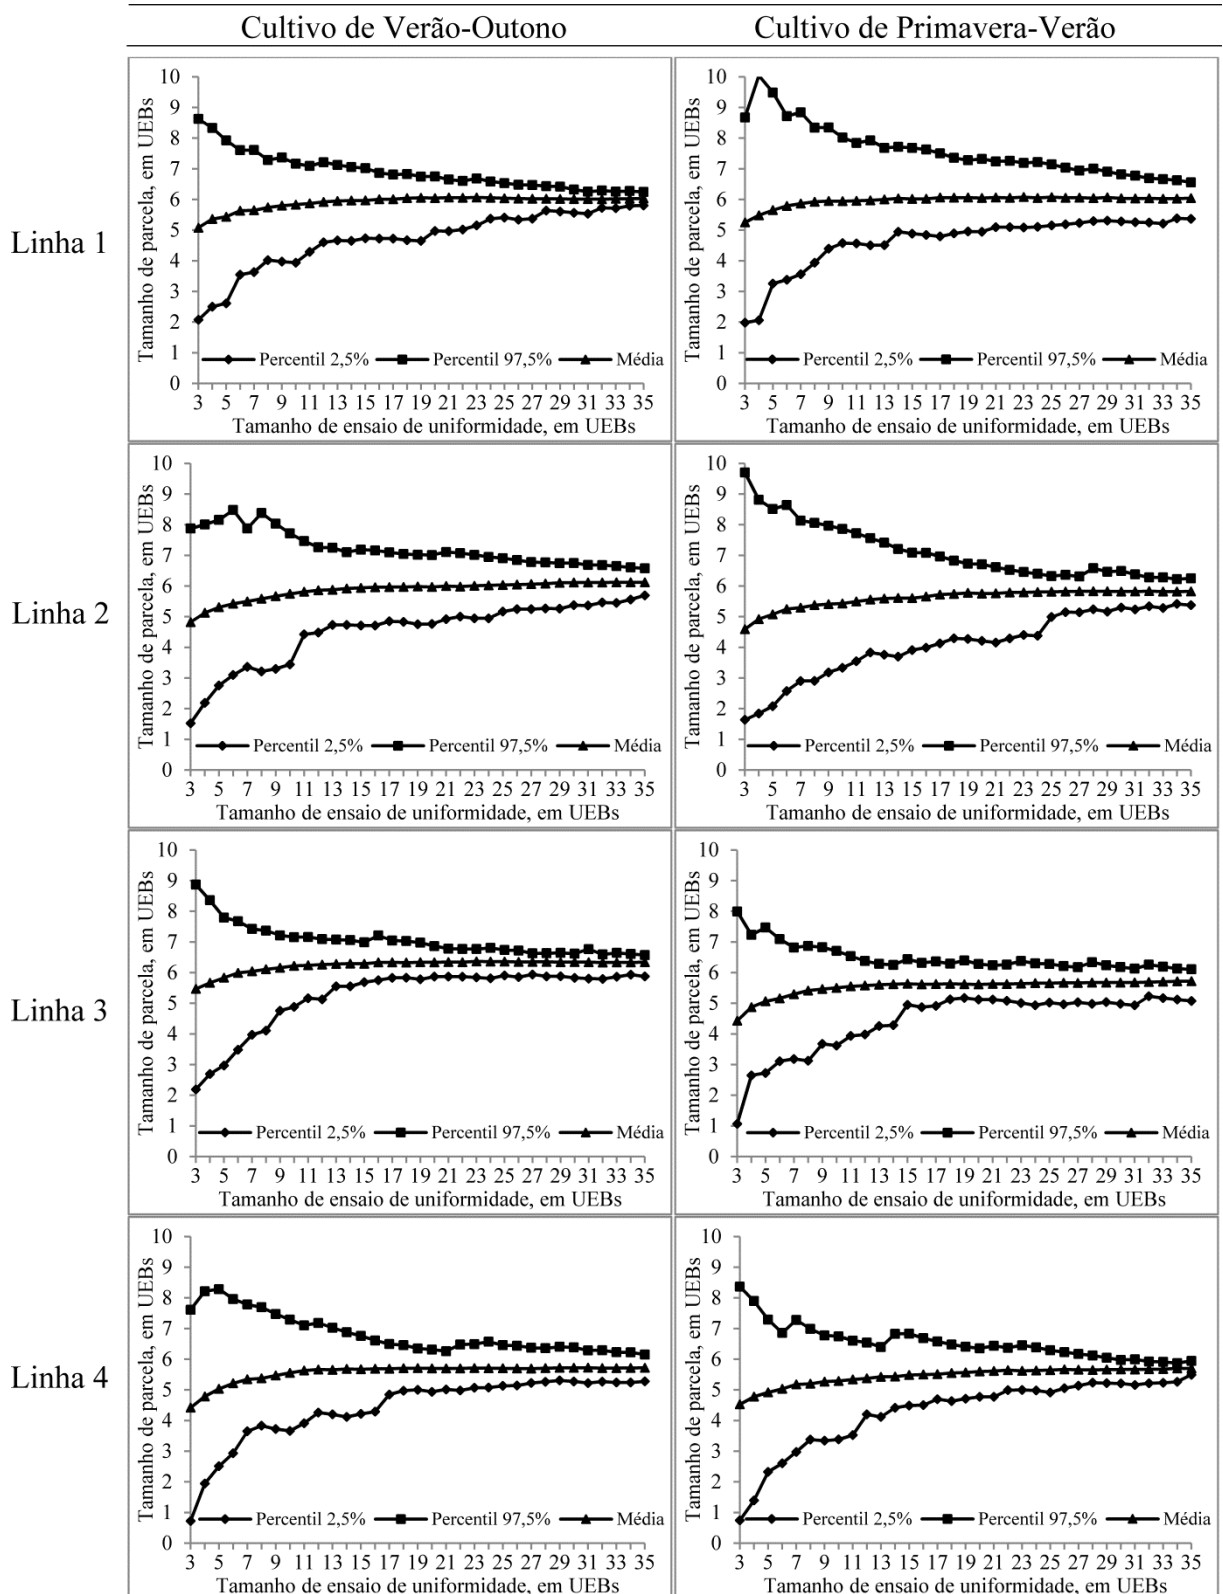 Cultivo de Verão-Outono
Cultivo de Primavera-Verão
Linha 1
Tamanho de parcela, em UEBs
10
9
8
7
6
5
4
3
2
1
0
Percentil 2,5% Percentil 97,5% Média
3 5 7 9 11 13 15 17 19 21 23 25 27 29 31 33 35
Tamanho de ensaio de uniformidade, em UEBs
Tamanho de parcela, em UEBs
10
9
8
7
6
5
4
3
2
1
0
Percentil 2,5% Percentil 97,5% Média
3 5 7 9 11 13 15 17 19 21 23 25 27 29 31 33 35
Tamanho de ensaio de uniformidade, em UEBs
Linha 2
Tamanho de parcela, em UEBs
10
9
8
7
6
5
4
3
2
1
0
Percentil 2,5% Percentil 97,5% Média
3 5 7 9 11 13 15 17 19 21 23 25 27 29 31 33 35
Tamanho de ensaio de uniformidade, em UEBs
Tamanho de parcela, em UEBs
10
9
8
7
6
5
4
3
2
1
0
Percentil 2,5% Percentil 97,5% Média
3 5 7 9 11 13 15 17 19 21 23 25 27 29 31 33 35
Tamanho de ensaio de uniformidade, em UEBs
Linha 3
Tamanho de parcela, em UEBs
10
9
8
7
6
5
4
3
2
1
0
Percentil 2,5% Percentil 97,5% Média
3 5 7 9 11 13 15 17 19 21 23 25 27 29 31 33 35
Tamanho de ensaio de uniformidade, em UEBs
Tamanho de parcela, em UEBs
10
9
8
7
6
5
4
3
2
1
0
Percentil 2,5% Percentil 97,5% Média
3 5 7 9 11 13 15 17 19 21 23 25 27 29 31 33 35
Tamanho de ensaio de uniformidade, em UEBs
Linha 4
Tamanho de parcela, em UEBs
10
9
8
7
6
5
4
3
2
1
0
Percentil 2,5% Percentil 97,5% Média
3 5 7 9 11 13 15 17 19 21 23 25 27 29 31 33 35
Tamanho de ensaio de uniformidade, em UEBs
Tamanho de parcela, em UEBs
10
9
8
7
6
5
4
3
2
1
0
Percentil 2,5% Percentil 97,5% Média
3 5 7 9 11 13 15 17 19 21 23 25 27 29 31 33 35
Tamanho de ensaio de uniformidade, em UEBs